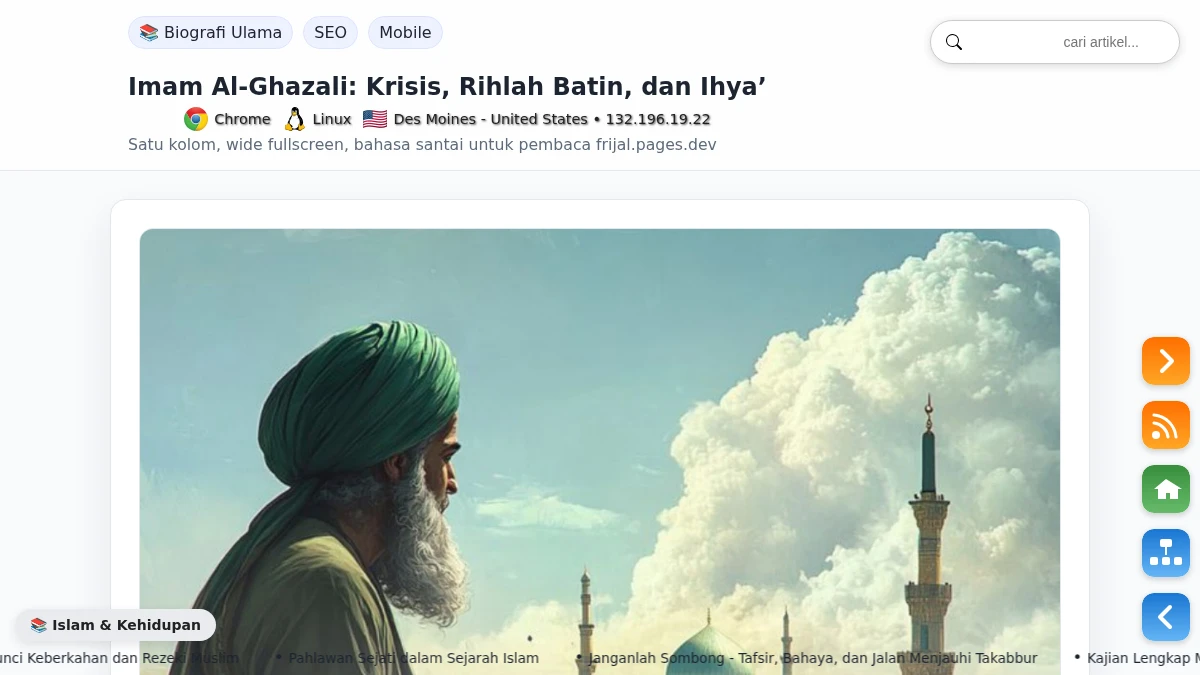 📚 Biografi Ulama SEO Mobile
cari artikel...
Imam Al-Ghazali: Krisis, Rihlah Batin, dan Ihya’
Chrome Linux Des Moines - United States • 132.196.19.22
Satu kolom, wide fullscreen, bahasa santai untuk pembaca frijal.pages.dev
📚 Islam & Kehidupan
unci Keberkahan dan Rezeki Muslim • Pahlawan Sejati dalam Sejarah Islam • Janganlah Sombong - Tafsir, Bahaya, dan Jalan Menjauhi Takabbur • Kajian Lengkap